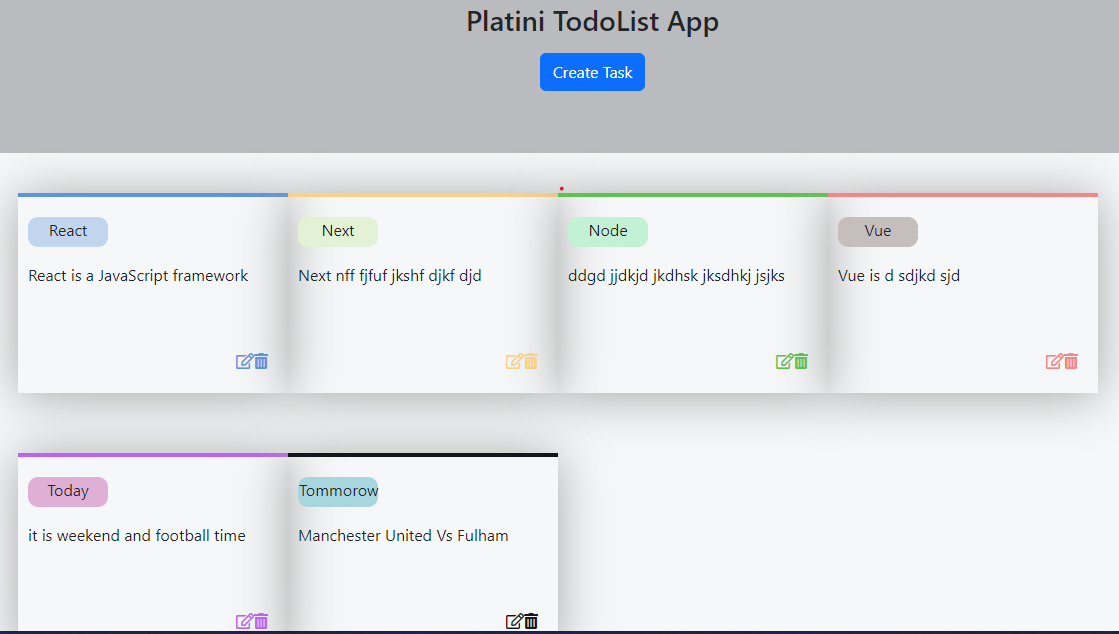 Platini TodoList App
Create Task
React
React is a JavaScript framework
Next
Next nff fjfuf jkshf djkf djd
Node
ddgd jjdkjd jkdhsk jksdhkj jsjks
Vue
Vue is d sdjkd sjd
Today
it is weekend and football time
Tommorow
Manchester United Vs Fulham